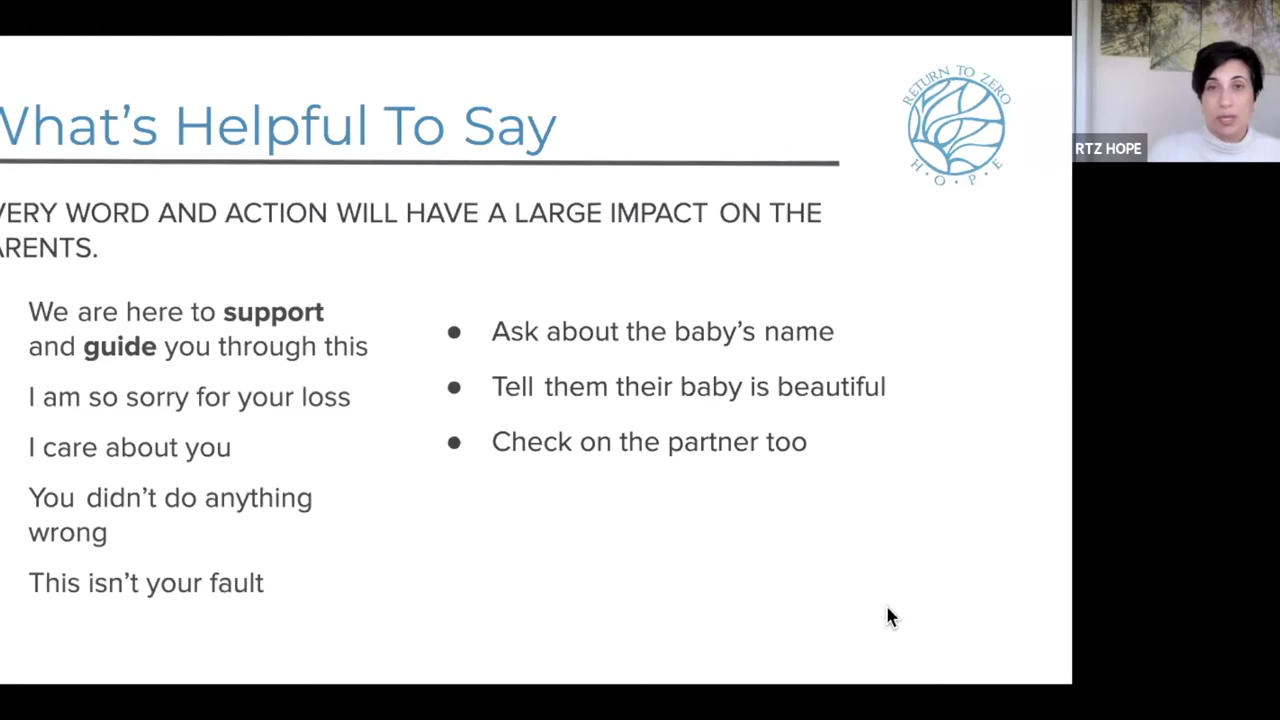 What's Helpful To Say
RETURN TO ZERO
H·O·P·E
RTZ HOPE
VERY WORD AND ACTION WILL HAVE A LARGE IMPACT ON THE
ARENTS.
We are here to support
and guide you through this
I am so sorry for your loss
I care about you
You didn't do anything
wrong
This isn't your fault
● Ask about the baby's name
● Tell them their baby is beautiful
● Check on the partner too